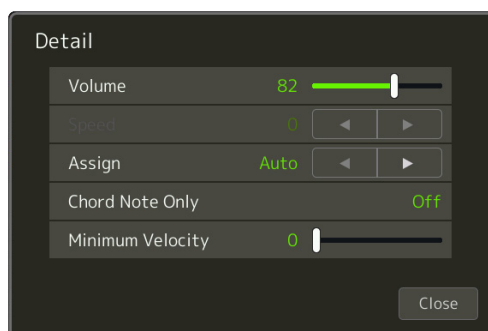 Detail
Volume 82
Speed 0
Assign Auto
Chord Note Only Off
Minimum Velocity 0
Close